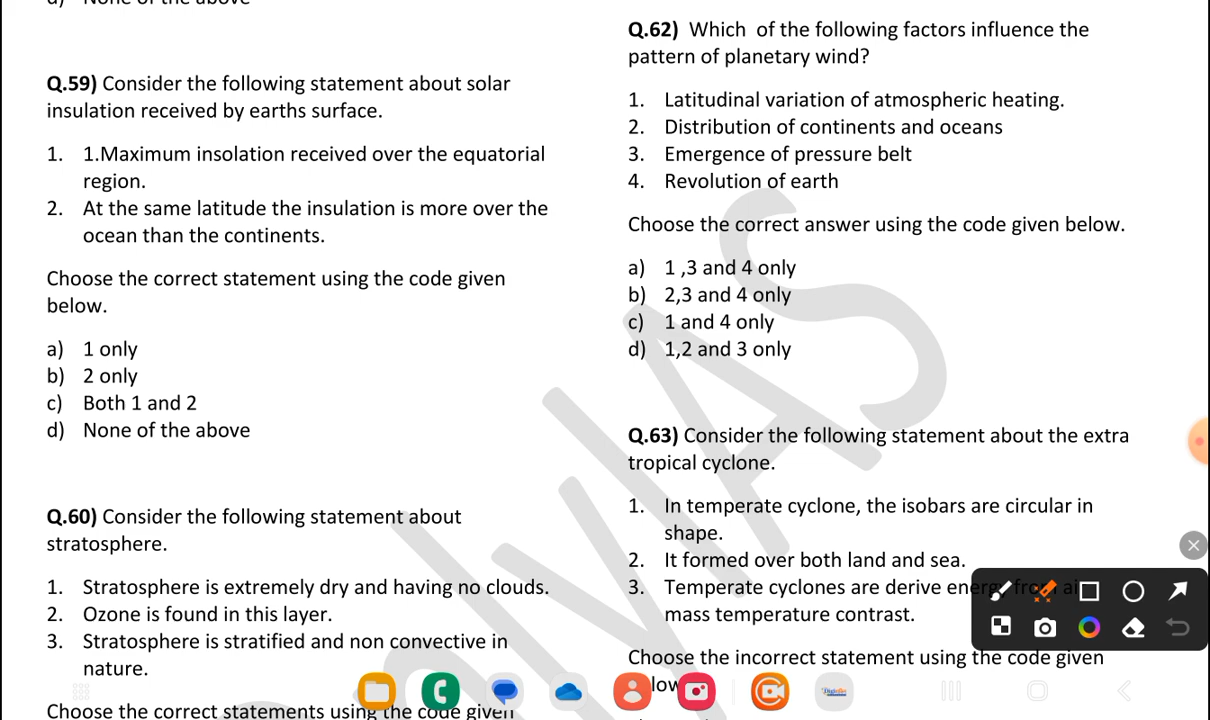 d) None of the above
Q.59) Consider the following statement about solar
insulation received by earths surface.
1. 1.Maximum insolation received over the equatorial
region.
2. At the same latitude the insulation is more over the
ocean than the continents.
Choose the correct statement using the code given
below.
a) 1 only
b) 2 only
c) Both 1 and 2
d) None of the above
Q.60) Consider the following statement about
stratosphere.
1. Stratosphere is extremely dry and having no clouds.
2. Ozone is found in this layer.
3. Stratosphere is stratified and non convective in
nature.
Choose the correct statements using the code given
Q.62) Which of the following factors influence the
pattern of planetary wind?
1. Latitudinal variation of atmospheric heating.
2. Distribution of continents and oceans
3. Emergence of pressure belt
4. Revolution of earth
Choose the correct answer using the code given below.
a) 1 ,3 and 4 only
b) 2,3 and 4 only
c) 1 and 4 only
d) 1,2 and 3 only
Q.63) Consider the following statement about the extra
tropical cyclone.
1. In temperate cyclone, the isobars are circular in
shape.
2. It formed over both land and sea.
3. Temperate cyclones are derive energy from air
mass temperature contrast.
Choose the incorrect statement using the code given
low